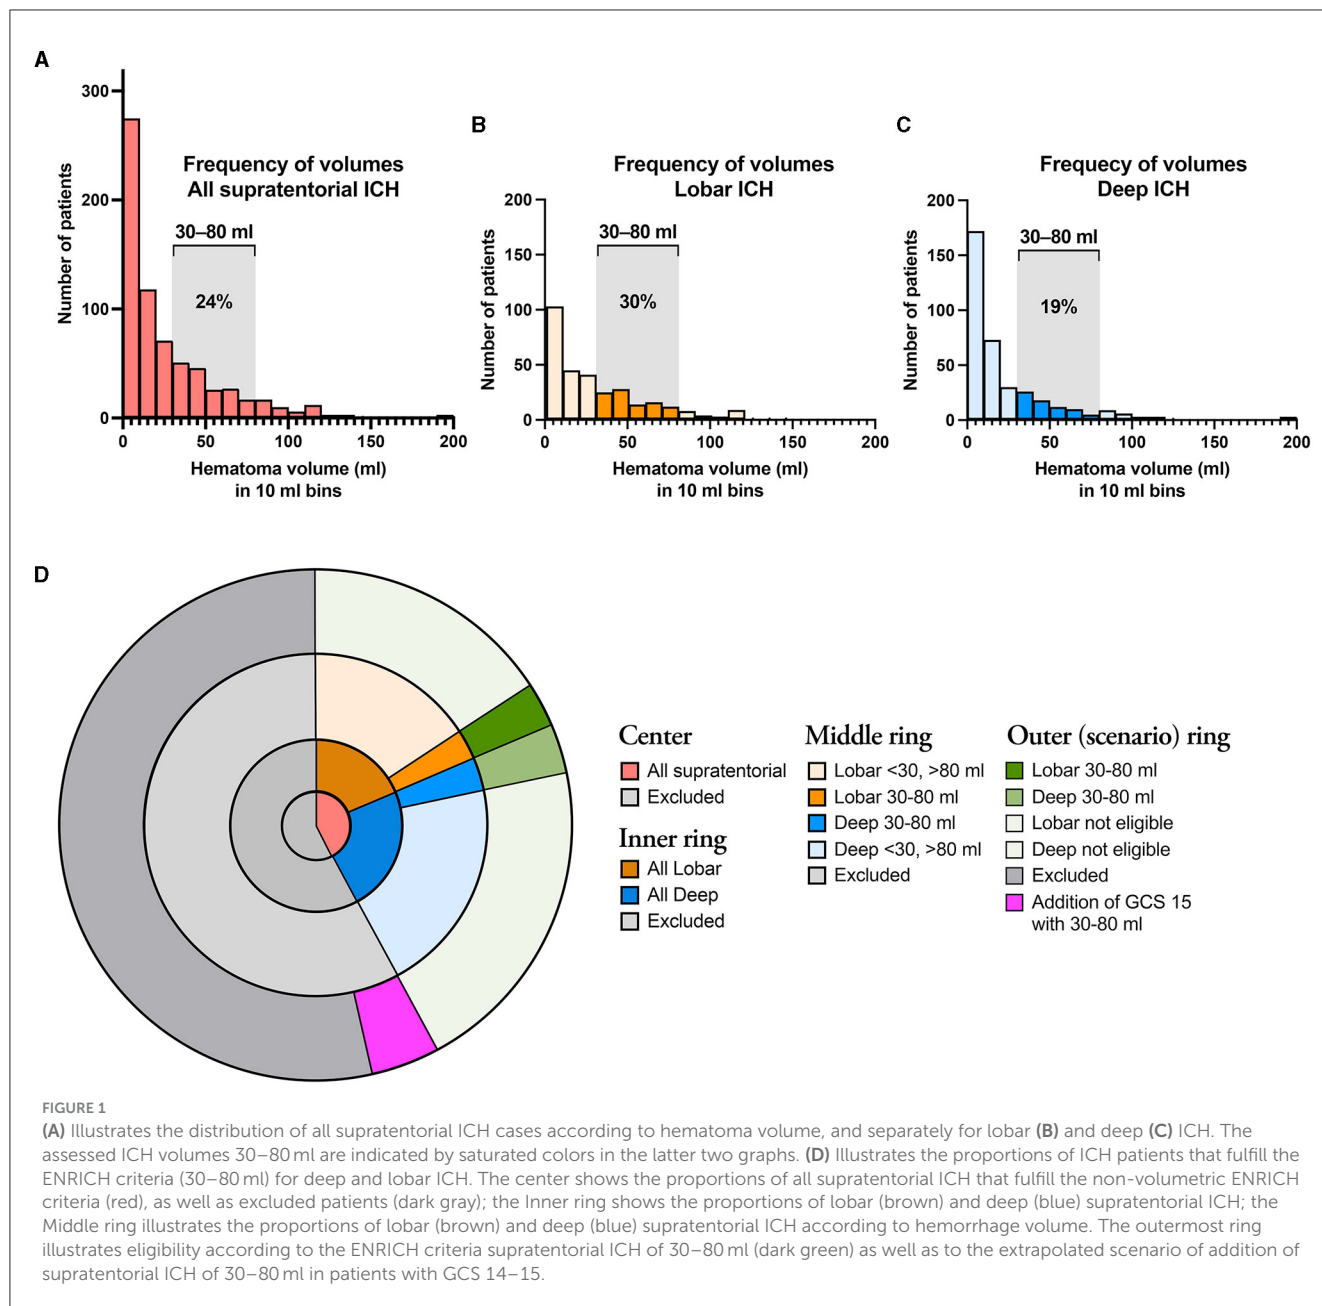 A
Frequency of volumes
All supratentorial ICH
30–80 ml
24%
Number of patients
300
200
100
0
0 50 100 150 200
Hematoma volume (ml)
in 10 ml bins
B
Frequency of volumes
Lobar ICH
30–80 ml
30%
Number of patients
200
150
100
50
0
0 50 100 150 200
Hematoma volume (ml)
in 10 ml bins
C
Frequecy of volumes
Deep ICH
30–80 ml
19%
Number of patients
200
150
100
50
0
0 50 100 150 200
Hematoma volume (ml)
in 10 ml bins
D
Center
All supratentorial
Excluded
Inner ring
All Lobar
All Deep
Excluded
Middle ring
Lobar <30, >80 ml
Lobar 30-80 ml
Deep 30-80 ml
Deep <30, >80 ml
Excluded
Outer (scenario) ring
Lobar 30-80 ml
Deep 30-80 ml
Lobar not eligible
Deep not eligible
Excluded
Addition of GCS 15
with 30-80 ml
FIGURE 1
(A) Illustrates the distribution of all supratentorial ICH cases according to hematoma volume, and separately for lobar (B) and deep (C) ICH. The
assessed ICH volumes 30–80 ml are indicated by saturated colors in the latter two graphs. (D) Illustrates the proportions of ICH patients that fulfill the
ENRICH criteria (30–80 ml) for deep and lobar ICH. The center shows the proportions of all supratentorial ICH that fulfill the non-volumetric ENRICH
criteria (red), as well as excluded patients (dark gray); the Inner ring shows the proportions of lobar (brown) and deep (blue) supratentorial ICH; the
Middle ring illustrates the proportions of lobar (brown) and deep (blue) supratentorial ICH according to hemorrhage volume. The outermost ring
illustrates eligibility according to the ENRICH criteria supratentorial ICH of 30–80 ml (dark green) as well as to the extrapolated scenario of addition of
supratentorial ICH of 30–80 ml in patients with GCS 14–15.